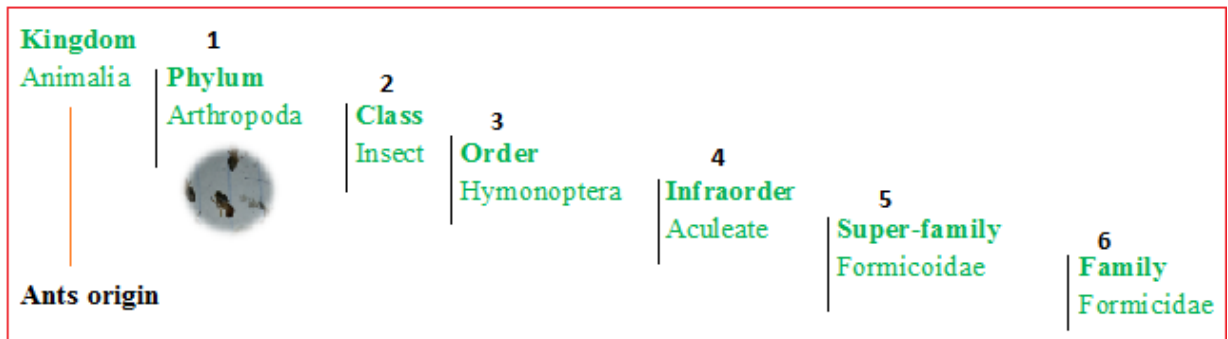 Kingdom
Animalia
Ants origin
1
Phylum
Arthropoda
2
Class
Insect
3
Order
Hymonoptera
4
Infraorder
Aculeate
5
Super-family
Formicoidae
6
Family
Formicidae